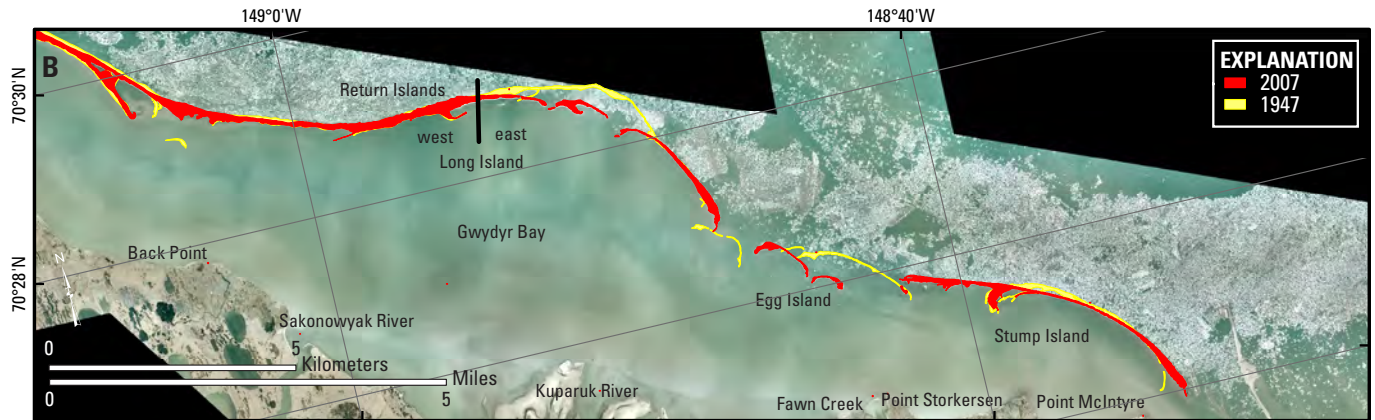 149°0'W
148°40'W
B
EXPLANATION
2007
1947
70°30'N
Return Islands
west
east
Long Island
Gwydyr Bay
Back Point
70°28'N
N
Egg Island
Sakonowyak River
Stump Island
0
5
Kilometers
Miles
0
5
Kuparuk River
Fawn Creek
Point Storkersen
Point McIntyre